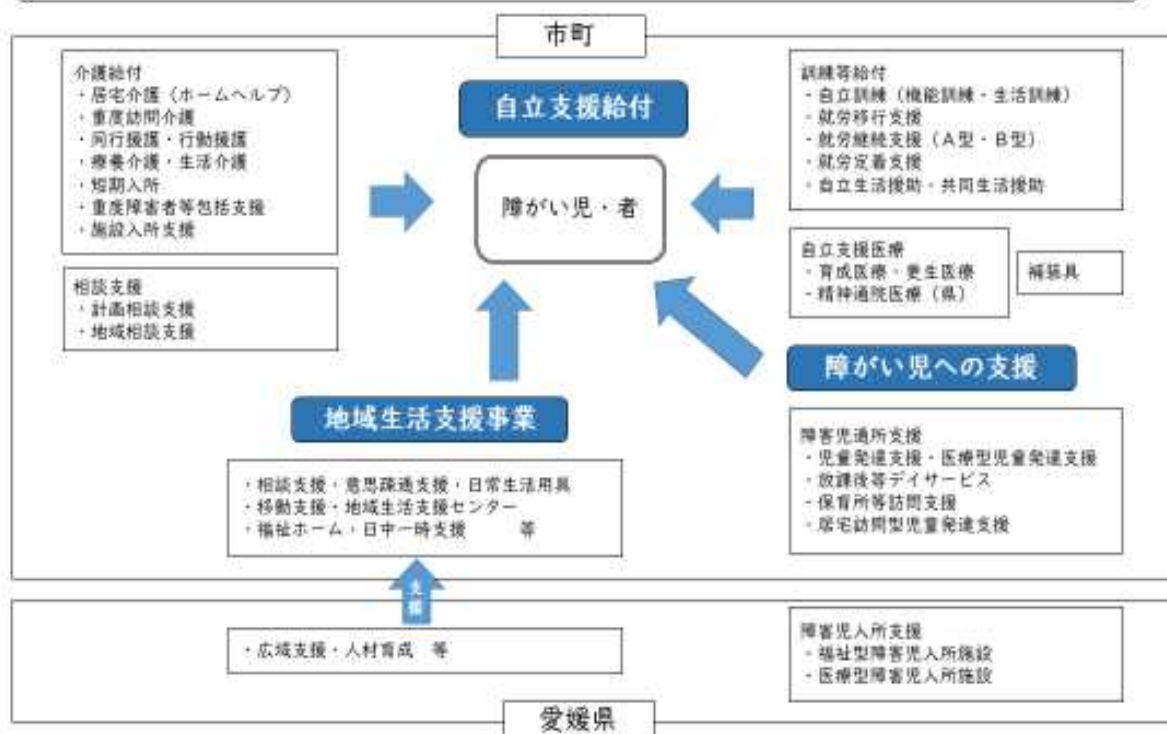 市町
介護給付
・居宅介護（ホームヘルプ）
・重度訪問介護
・同行援護・行動援護
・療養介護・生活介護
・短期入所
・重度障害者等包括支援
・施設入所支援
相談支援
・計画相談支援
・地域相談支援
自立支援給付
障がい児・者
訓練等給付
・自立訓練（機能訓練・生活訓練）
・就労移行支援
・就労継続支援（A型・B型）
・就労定着支援
・自立生活援助・共同生活援助
自立支援医療
・育成医療・更生医療
・精神通院医療（県）
補装具
障がい児への支援
障害児通所支援
・児童発達支援・医療型児童発達支援
・放課後等デイサービス
・保育所等訪問支援
・居宅訪問型児童発達支援
地域生活支援事業
・相談支援・意思疎通支援・日常生活用具
・移動支援・地域生活支援センター
・福祉ホーム・日中一時支援　　等
支援
・広域支援・人材育成　等
障害児入所支援
・福祉型障害児入所施設
・医療型障害児入所施設
愛媛県